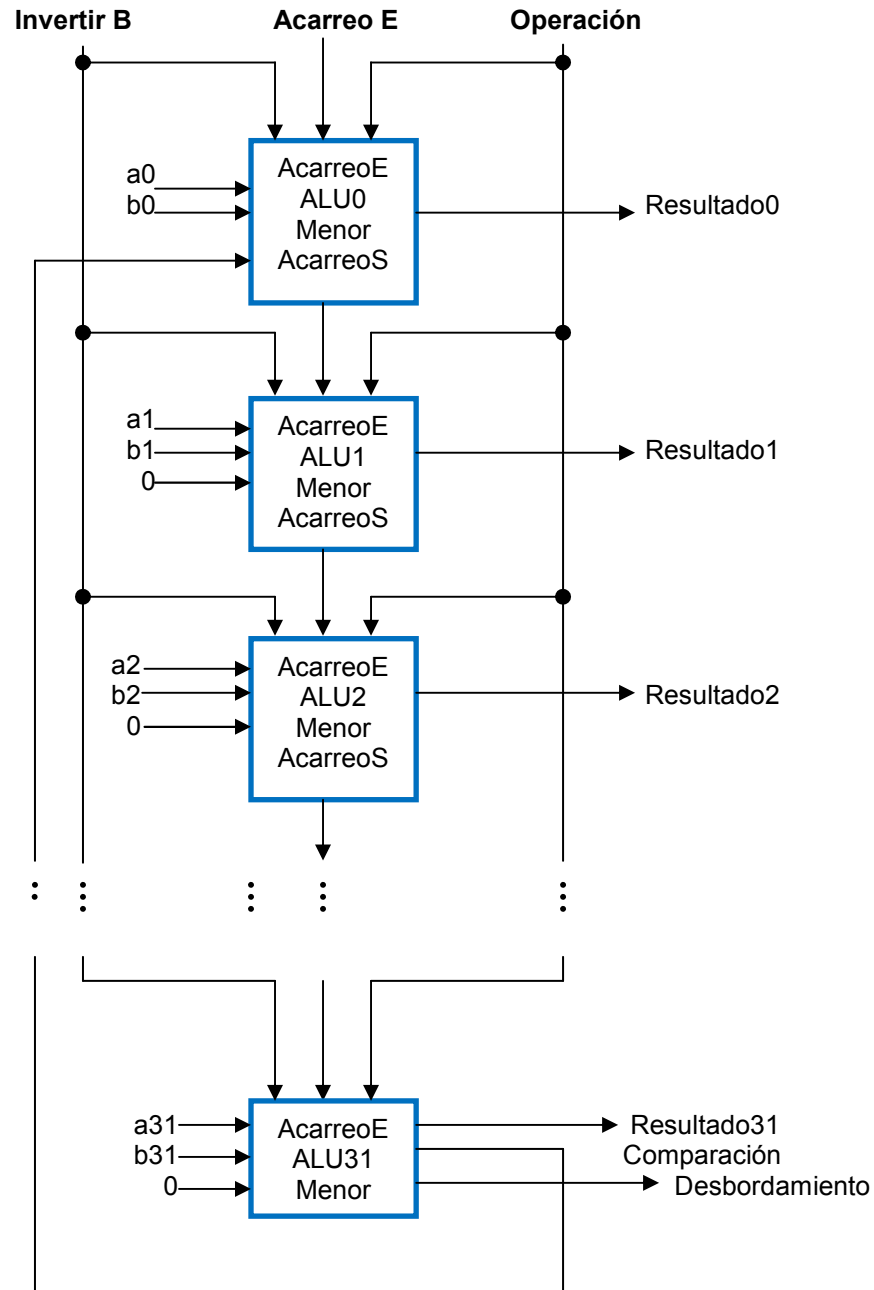 Invertir B Acarreo E Operación
a0
b0
AcarreoE
ALU0
Menor
AcarreoS
Resultado0
a1
b1
0
AcarreoE
ALU1
Menor
AcarreoS
Resultado1
a2
b2
0
AcarreoE
ALU2
Menor
AcarreoS
Resultado2
a31
b31
0
AcarreoE
ALU31
Menor
Resultado31
Comparación
Desbordamiento